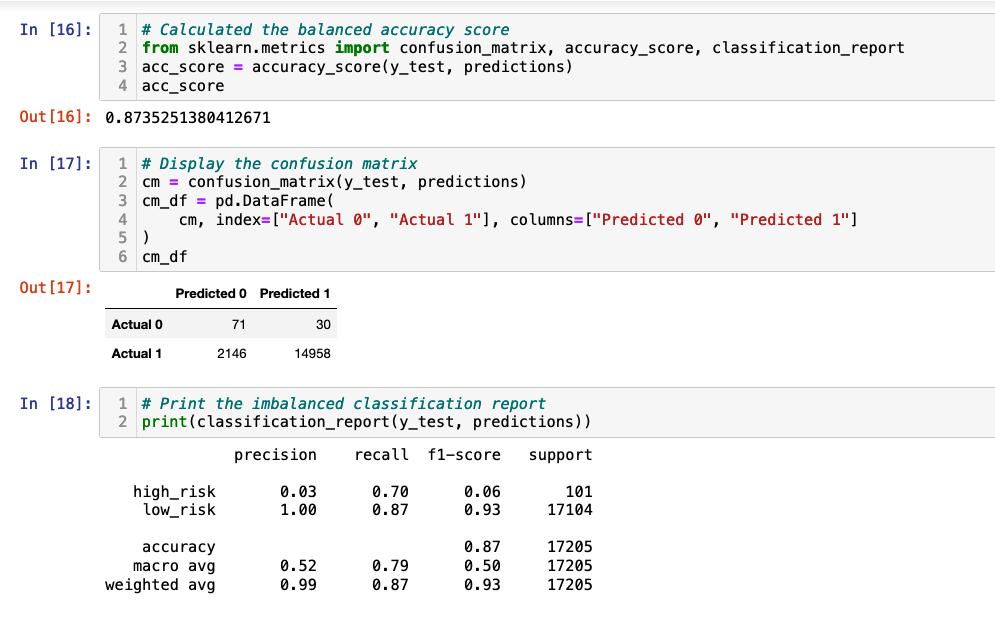 In [16]:
1 # Calculated the balanced accuracy score
2 from sklearn.metrics import confusion_matrix, accuracy_score, classification_report
3 acc_score = accuracy_score(y_test, predictions)
4 acc_score
Out[16]: 0.8735251380412671
In [17]:
1 # Display the confusion matrix
2 cm = confusion_matrix(y_test, predictions)
3 cm_df = pd.DataFrame(
4     cm, index=["Actual 0", "Actual 1"], columns=["Predicted 0", "Predicted 1"]
5 )
6 cm_df
Out[17]:
Predicted 0 Predicted 1
Actual 0 71 30
Actual 1 2146 14958
In [18]:
1 # Print the imbalanced classification report
2 print(classification_report(y_test, predictions))
precision recall f1-score support
high_risk 0.03 0.70 0.06 101
low_risk 1.00 0.87 0.93 17104
accuracy 0.87 17205
macro avg 0.52 0.79 0.50 17205
weighted avg 0.99 0.87 0.93 17205